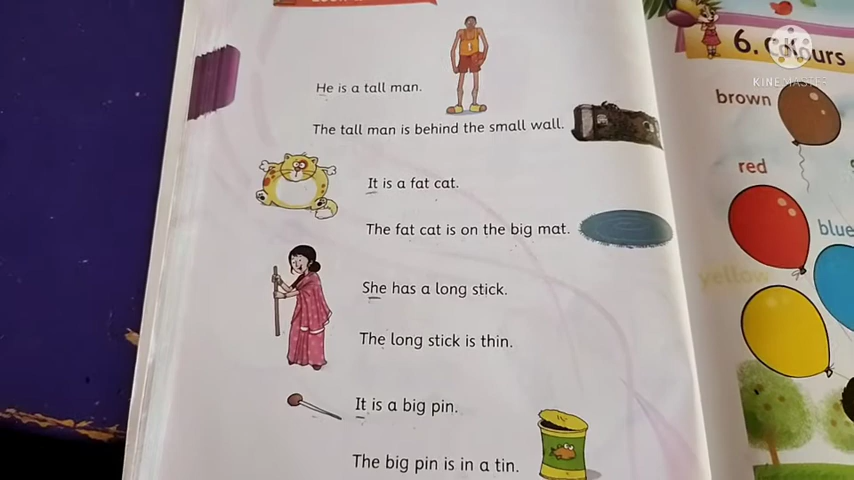 He is a tall man.
The tall man is behind the small wall.
It is a fat cat.
The fat cat is on the big mat.
She has a long stick.
The long stick is thin.
It is a big pin.
The big pin is in a tin.
6. Colours
KINEMASTER
brown
red
blue
yellow